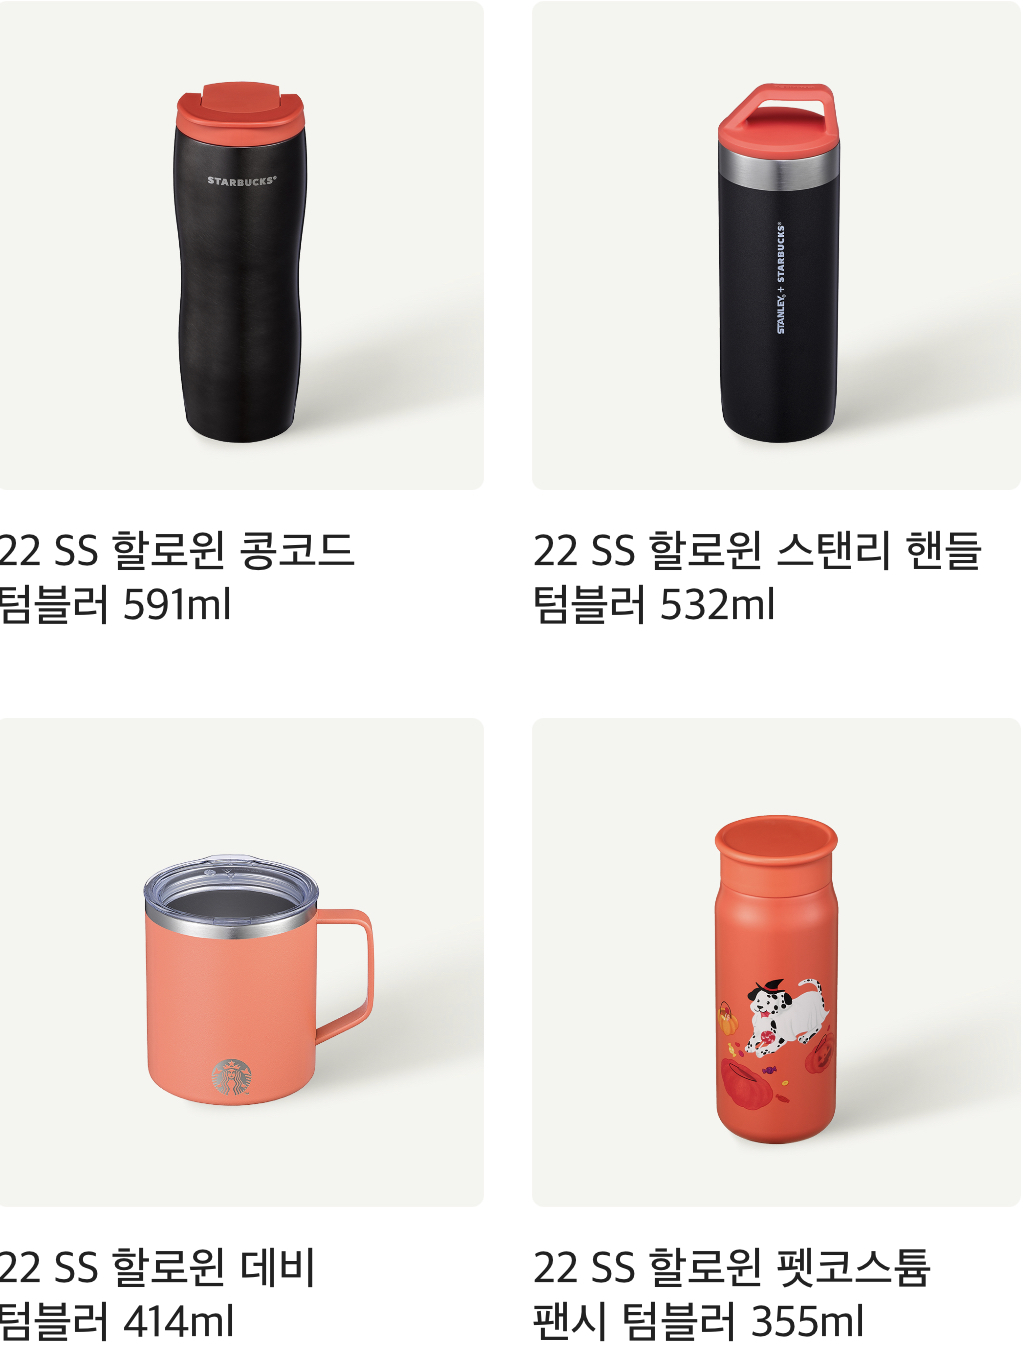 STARBUCKS®
STANLEY® + STARBUCKS®
22 SS 할로윈 콩코드
텀블러 591ml
22 SS 할로윈 스탠리 핸들
텀블러 532ml
22 SS 할로윈 데비
텀블러 414ml
22 SS 할로윈 펫코스튬
팬시 텀블러 355ml